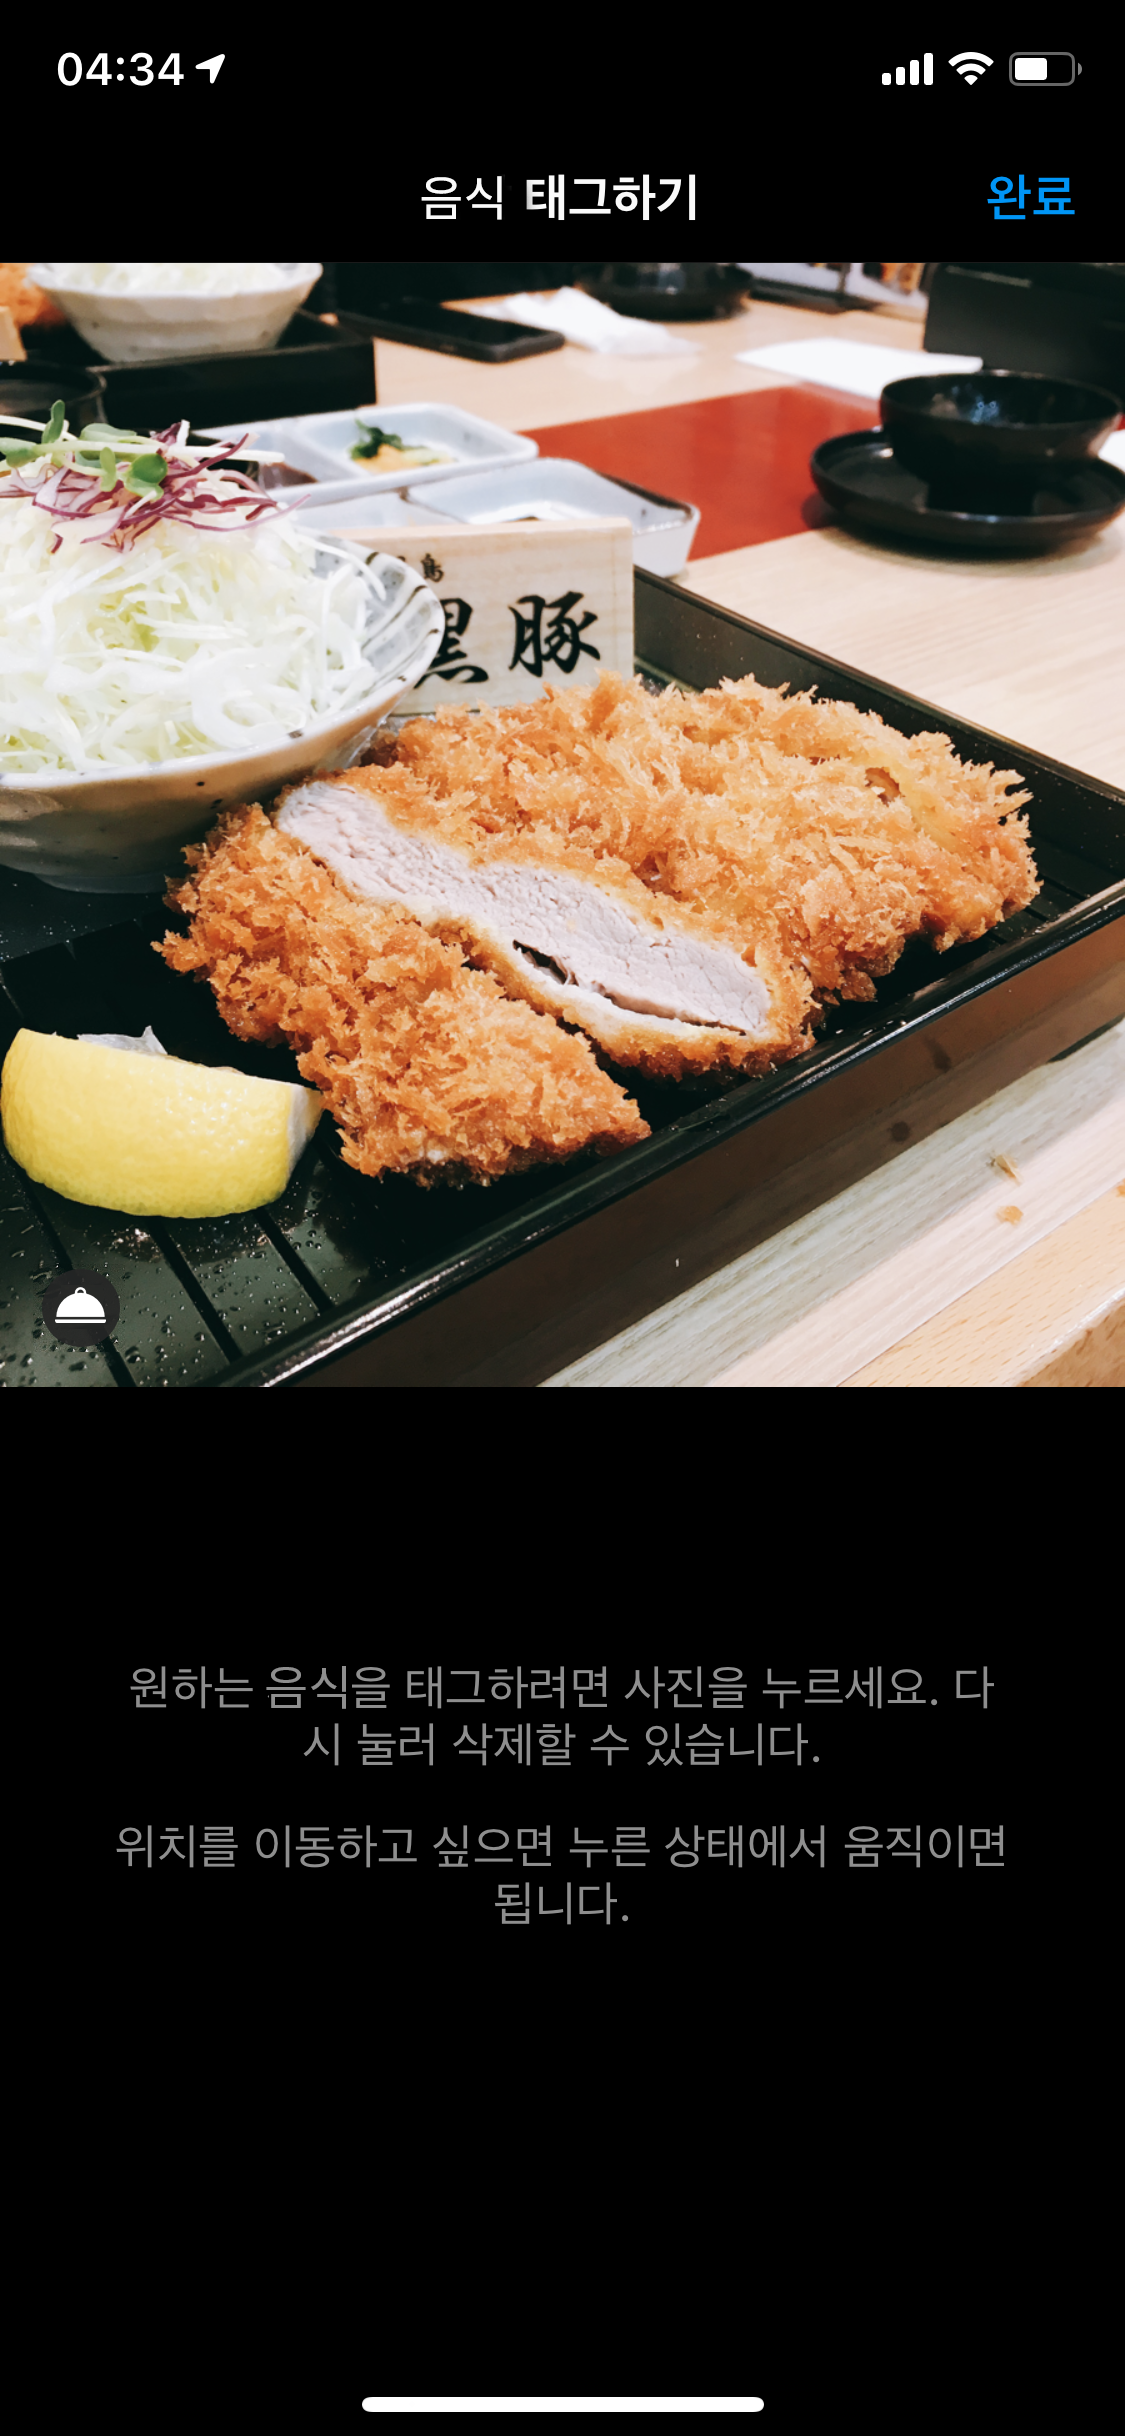 04:34
음식 태그하기
완료
島
黒豚
원하는 음식을 태그하려면 사진을 누르세요. 다
시 눌러 삭제할 수 있습니다.
위치를 이동하고 싶으면 누른 상태에서 움직이면
됩니다.